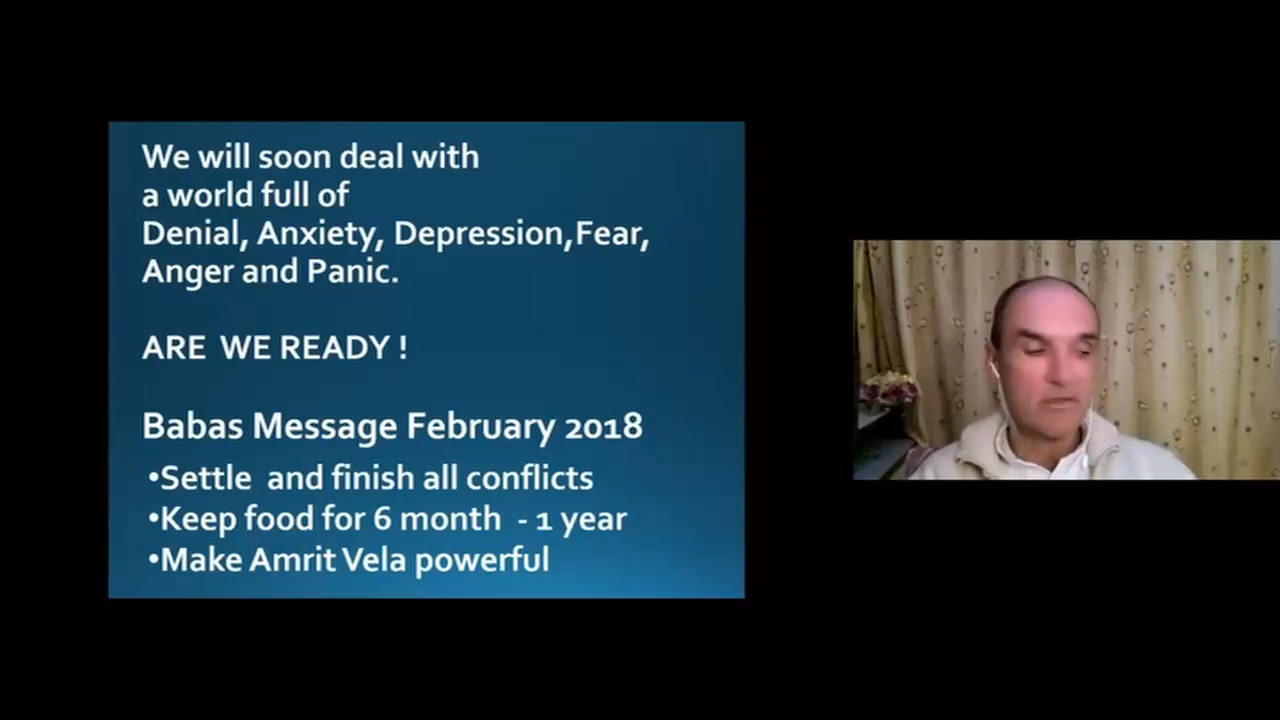 We will soon deal with
a world full of
Denial, Anxiety, Depression,Fear,
Anger and Panic.
ARE  WE READY !
Babas Message February 2018
•Settle  and finish all conflicts
•Keep food for 6 month  - 1 year
•Make Amrit Vela powerful